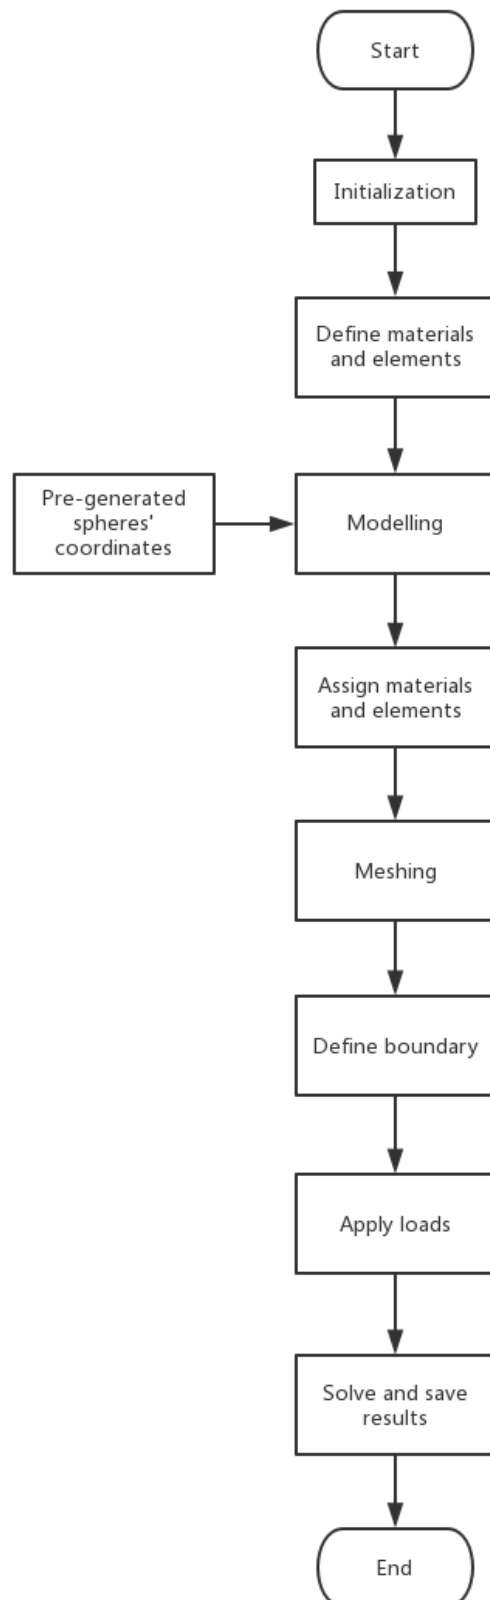 Start
Initialization
Define materials
and elements
Pre-generated
spheres'
coordinates
Modelling
Assign materials
and elements
Meshing
Define boundary
Apply loads
Solve and save
results
End